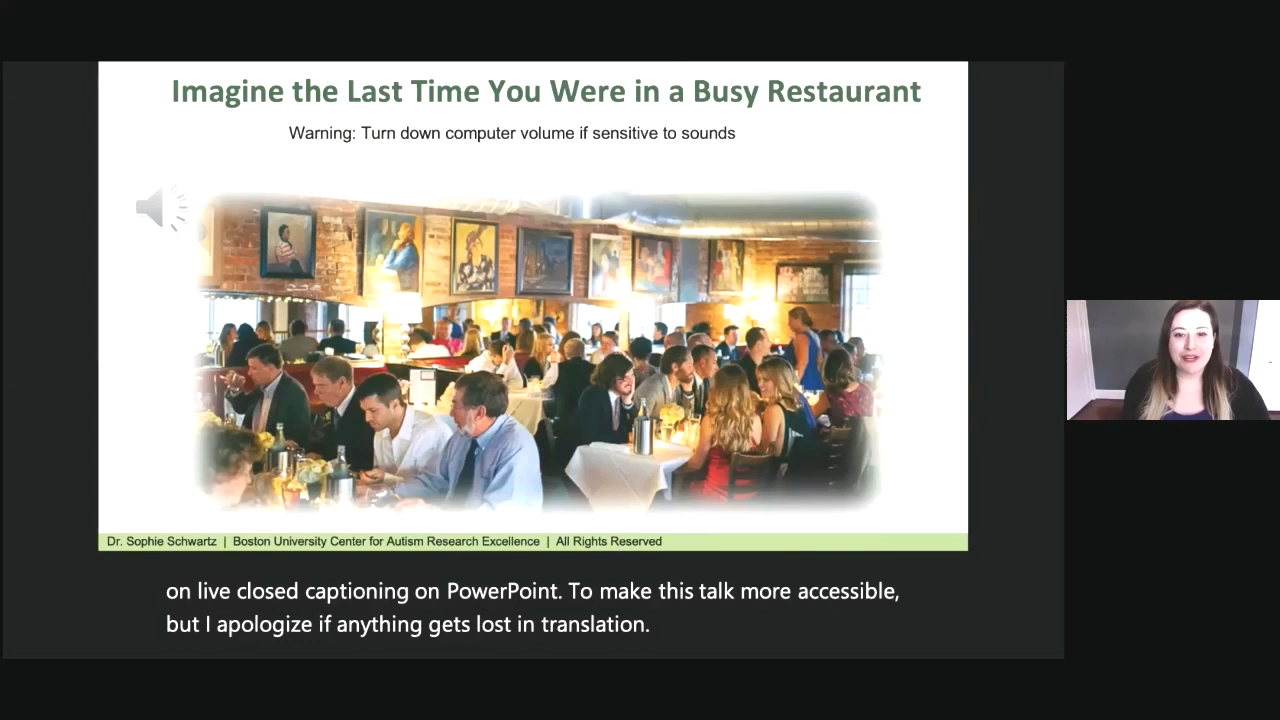 Imagine the Last Time You Were in a Busy Restaurant
Warning: Turn down computer volume if sensitive to sounds
Dr. Sophie Schwartz | Boston University Center for Autism Research Excellence | All Rights Reserved
on live closed captioning on PowerPoint. To make this talk more accessible,
but I apologize if anything gets lost in translation.